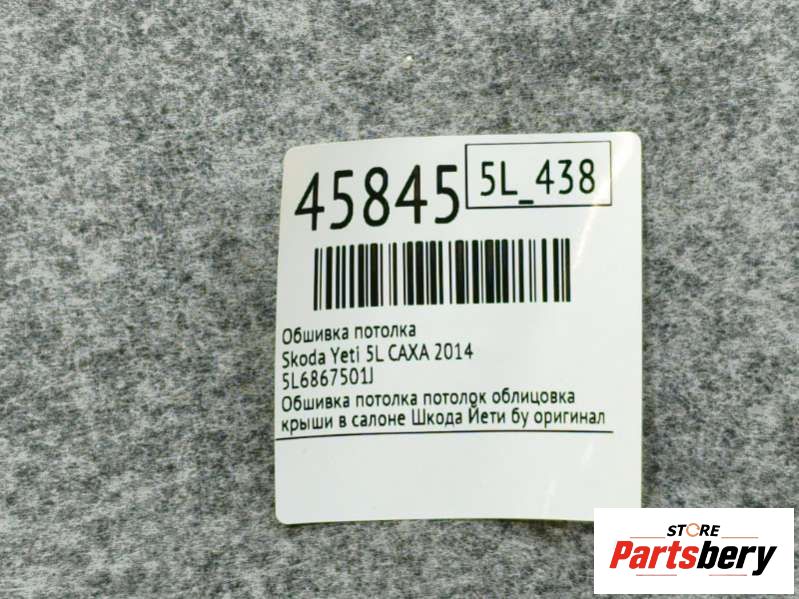 45845
5L_438
Обшивка потолка
Skoda Yeti 5L CAXA 2014
5L6867501J
Обшивка потолка потолок облицовка
крыши в салоне Шкода Йети бу оригинал
STORE
Partsbery